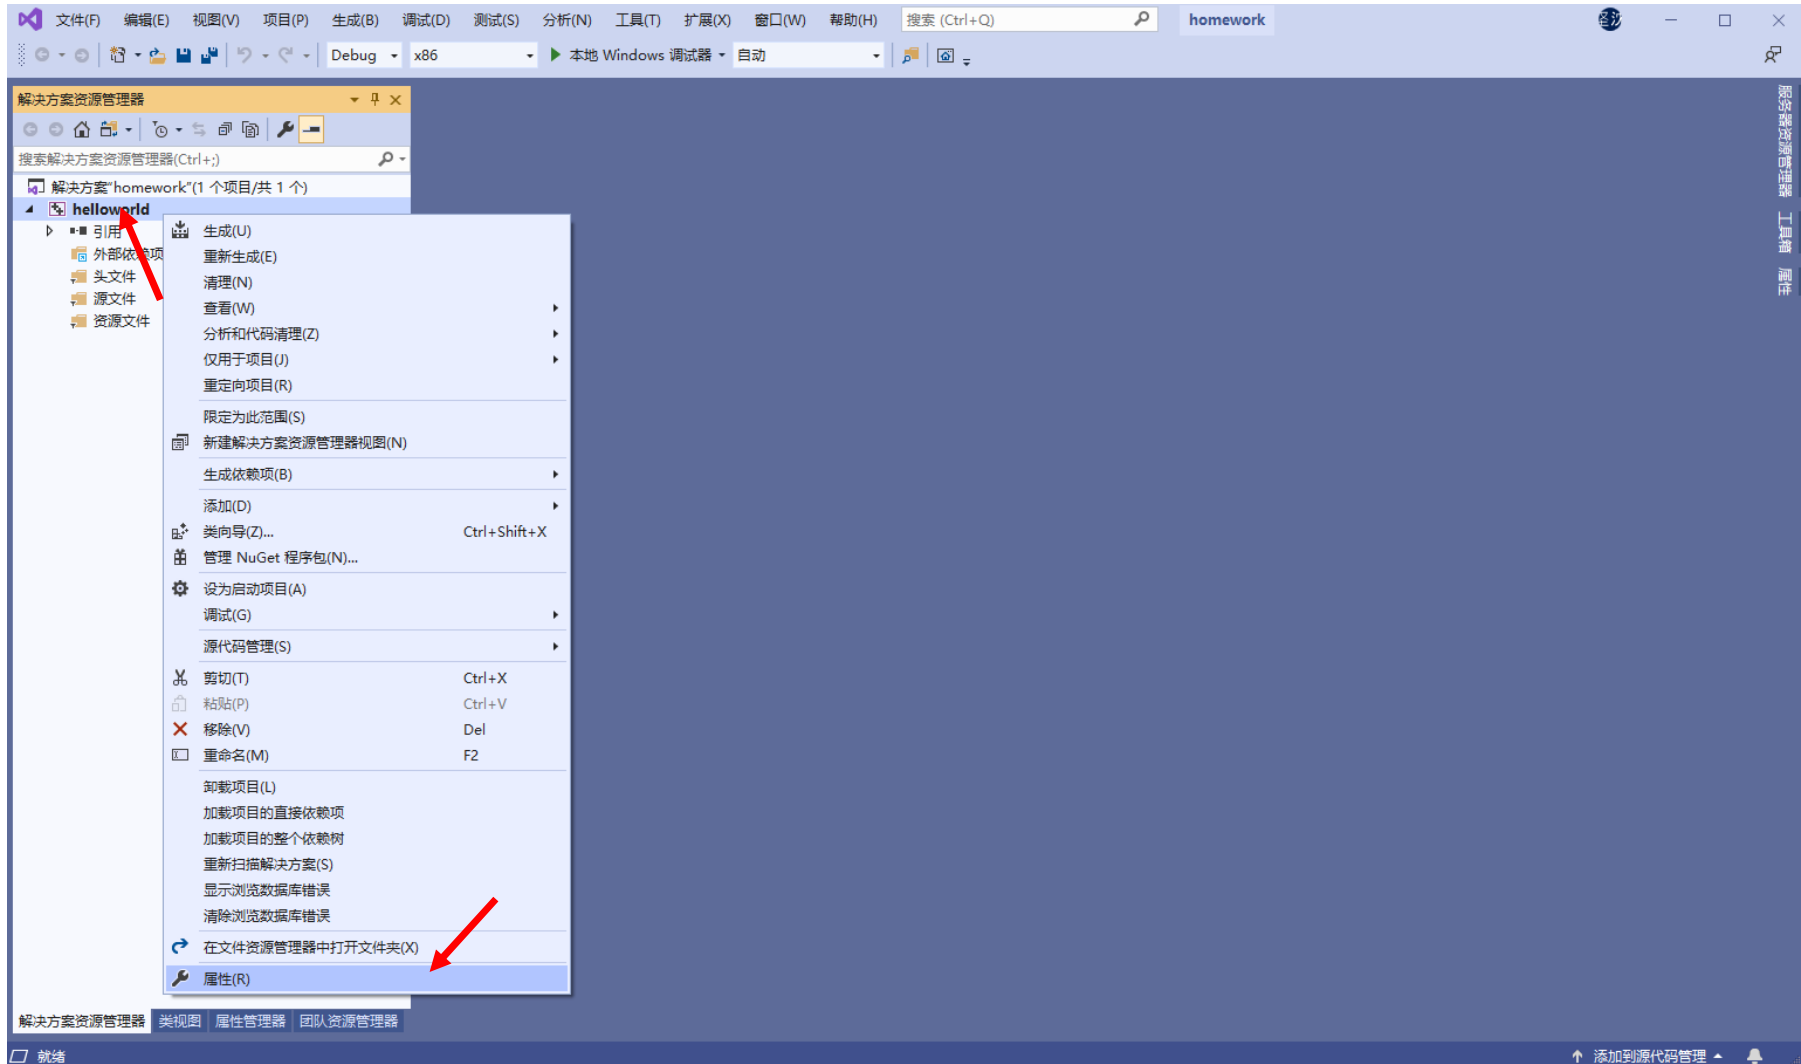 文件(F) 编辑(E) 视图(V) 项目(P) 生成(B) 调试(D) 测试(S) 分析(N) 工具(T) 扩展(X) 窗口(W) 帮助(H) 搜索 (Ctrl+Q) homework
Debug x86 本地 Windows 调试器 自动
解决方案资源管理器
搜索解决方案资源管理器(Ctrl+;)
解决方案"homework"(1 个项目/共 1 个)
helloworld
引用
外部依赖项
头文件
源文件
资源文件
生成(U)
重新生成(E)
清理(N)
查看(W)
分析和代码清理(Z)
仅用于项目(J)
重定向项目(R)
限定为此范围(S)
新建解决方案资源管理器视图(N)
生成依赖项(B)
添加(D)
类向导(Z)... Ctrl+Shift+X
管理 NuGet 程序包(N)...
设为启动项目(A)
调试(G)
源代码管理(S)
剪切(T) Ctrl+X
粘贴(P) Ctrl+V
移除(V) Del
重命名(M) F2
卸载项目(L)
加载项目的直接依赖项
加载项目的整个依赖树
重新扫描解决方案(S)
显示浏览数据库错误
清除浏览数据库错误
在文件资源管理器中打开文件夹(X)
属性(R)
服务器资源管理器
工具箱
属性
解决方案资源管理器 类视图 属性管理器 团队资源管理器
就绪 添加到源代码管理